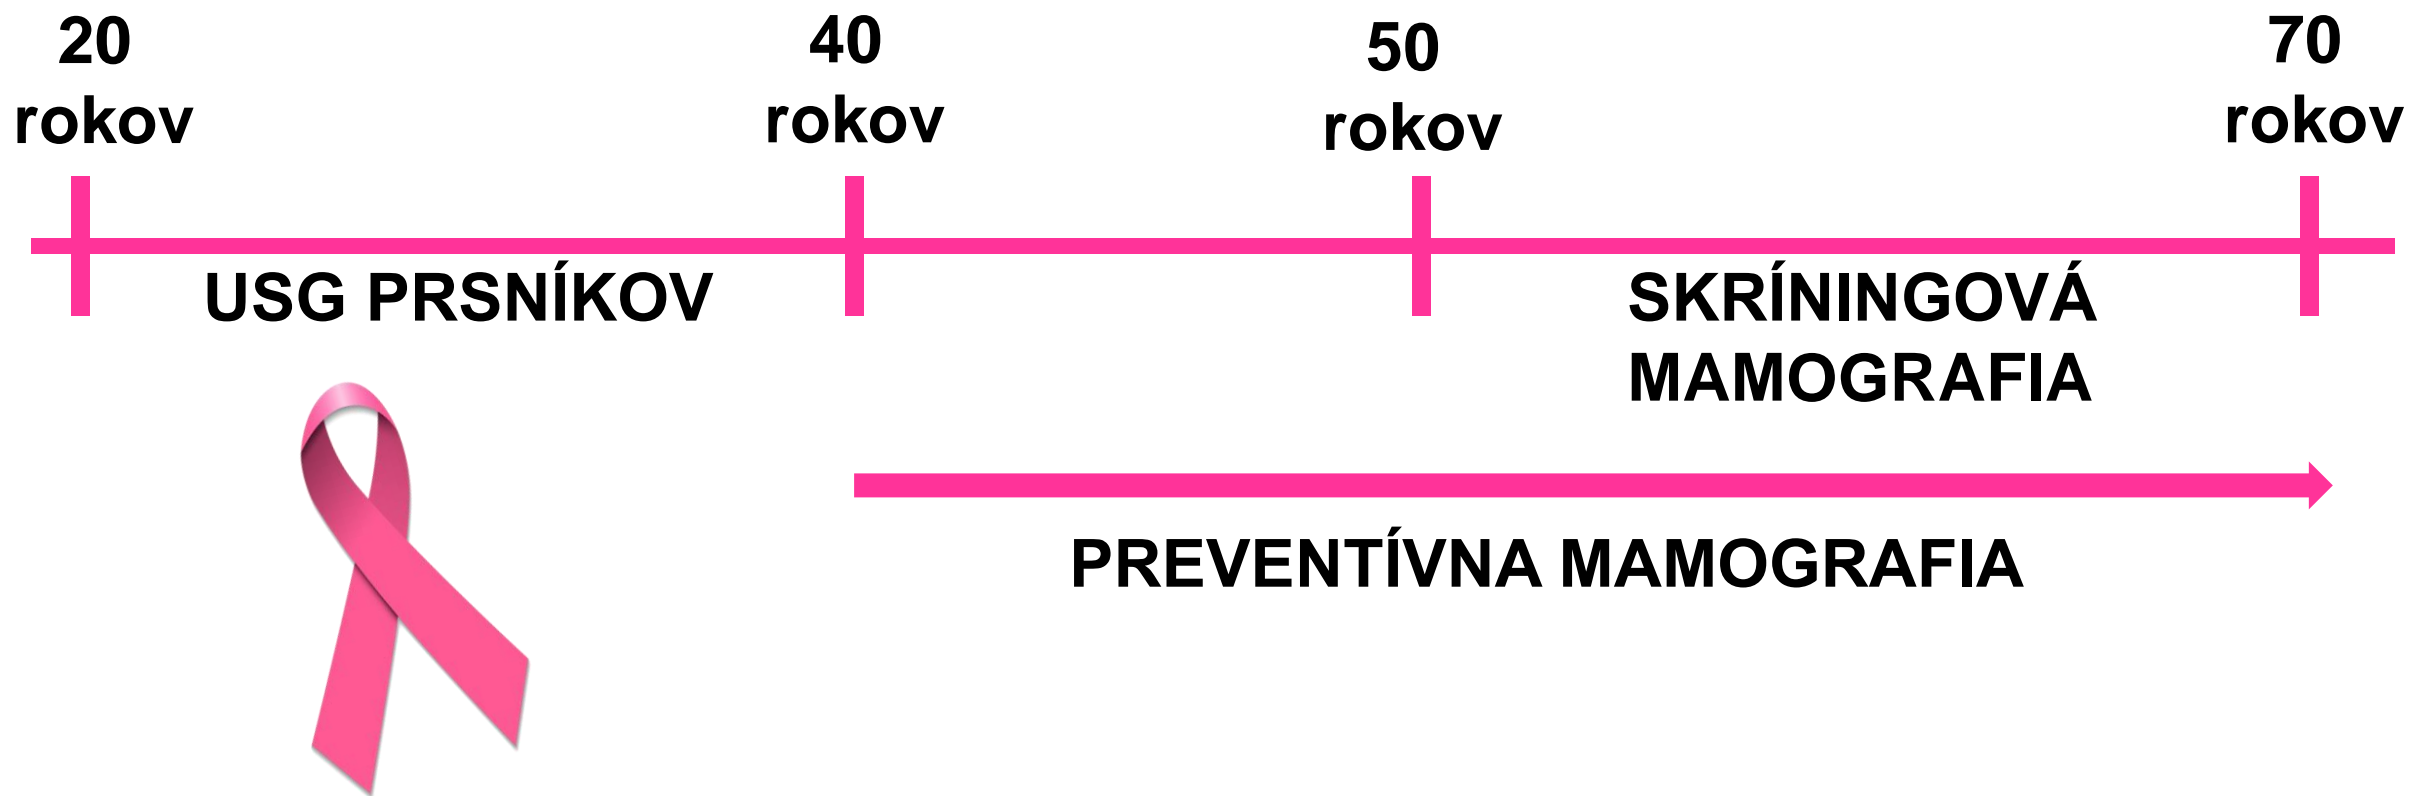 20
rokov
40
rokov
50
rokov
70
rokov
USG PRSNÍKOV
SKRÍNINGOVÁ
MAMOGRAFIA
PREVENTÍVNA MAMOGRAFIA